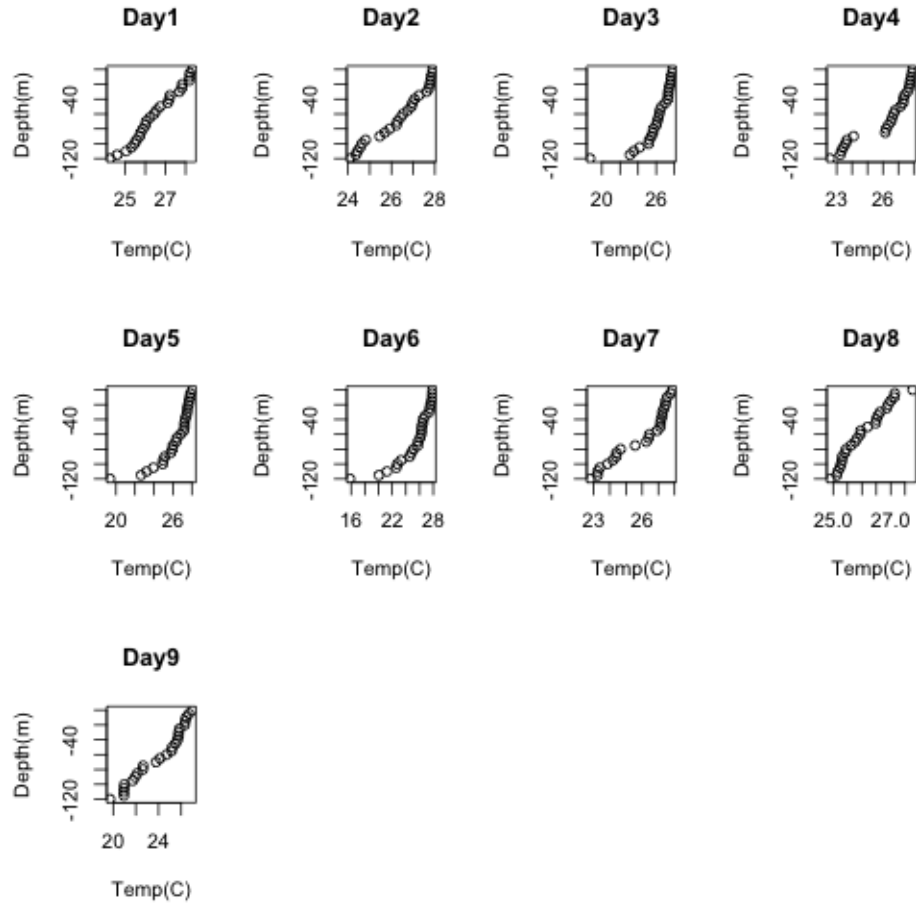 Day1
Day2
Day3
Day4
Depth(m)
-40
-120
25 27
Temp(C)
Depth(m)
-40
-120
24 26 28
Temp(C)
Depth(m)
-40
-120
20 26
Temp(C)
Depth(m)
-40
-120
23 26
Temp(C)
Day5
Day6
Day7
Day8
Depth(m)
-40
-120
20 26
Temp(C)
Depth(m)
-40
-120
16 22 28
Temp(C)
Depth(m)
-40
-120
23 26
Temp(C)
Depth(m)
-40
-120
25.0 27.0
Temp(C)
Day9
Depth(m)
-40
-120
20 24
Temp(C)